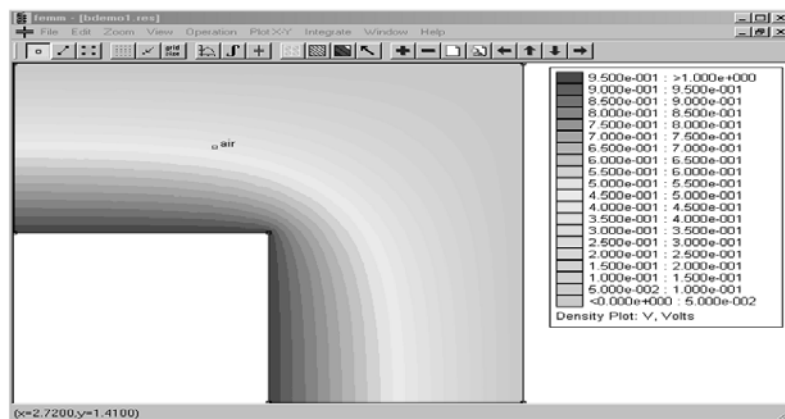 femm - [bdemo1.res]
File Edit Zoom View Operation Plot X-Y Integrate Window Help
grid size
air
9.500e-001 : >1.000e+000
9.000e-001 : 9.500e-001
8.500e-001 : 9.000e-001
8.000e-001 : 8.500e-001
7.500e-001 : 8.000e-001
7.000e-001 : 7.500e-001
6.500e-001 : 7.000e-001
6.000e-001 : 6.500e-001
5.500e-001 : 6.000e-001
5.000e-001 : 5.500e-001
4.500e-001 : 5.000e-001
4.000e-001 : 4.500e-001
3.500e-001 : 4.000e-001
3.000e-001 : 3.500e-001
2.500e-001 : 3.000e-001
2.000e-001 : 2.500e-001
1.500e-001 : 2.000e-001
1.000e-001 : 1.500e-001
5.000e-002 : 1.000e-001
<0.000e+000 : 5.000e-002
Density Plot: V, Volts
(x=2.7200,y=1.4100)